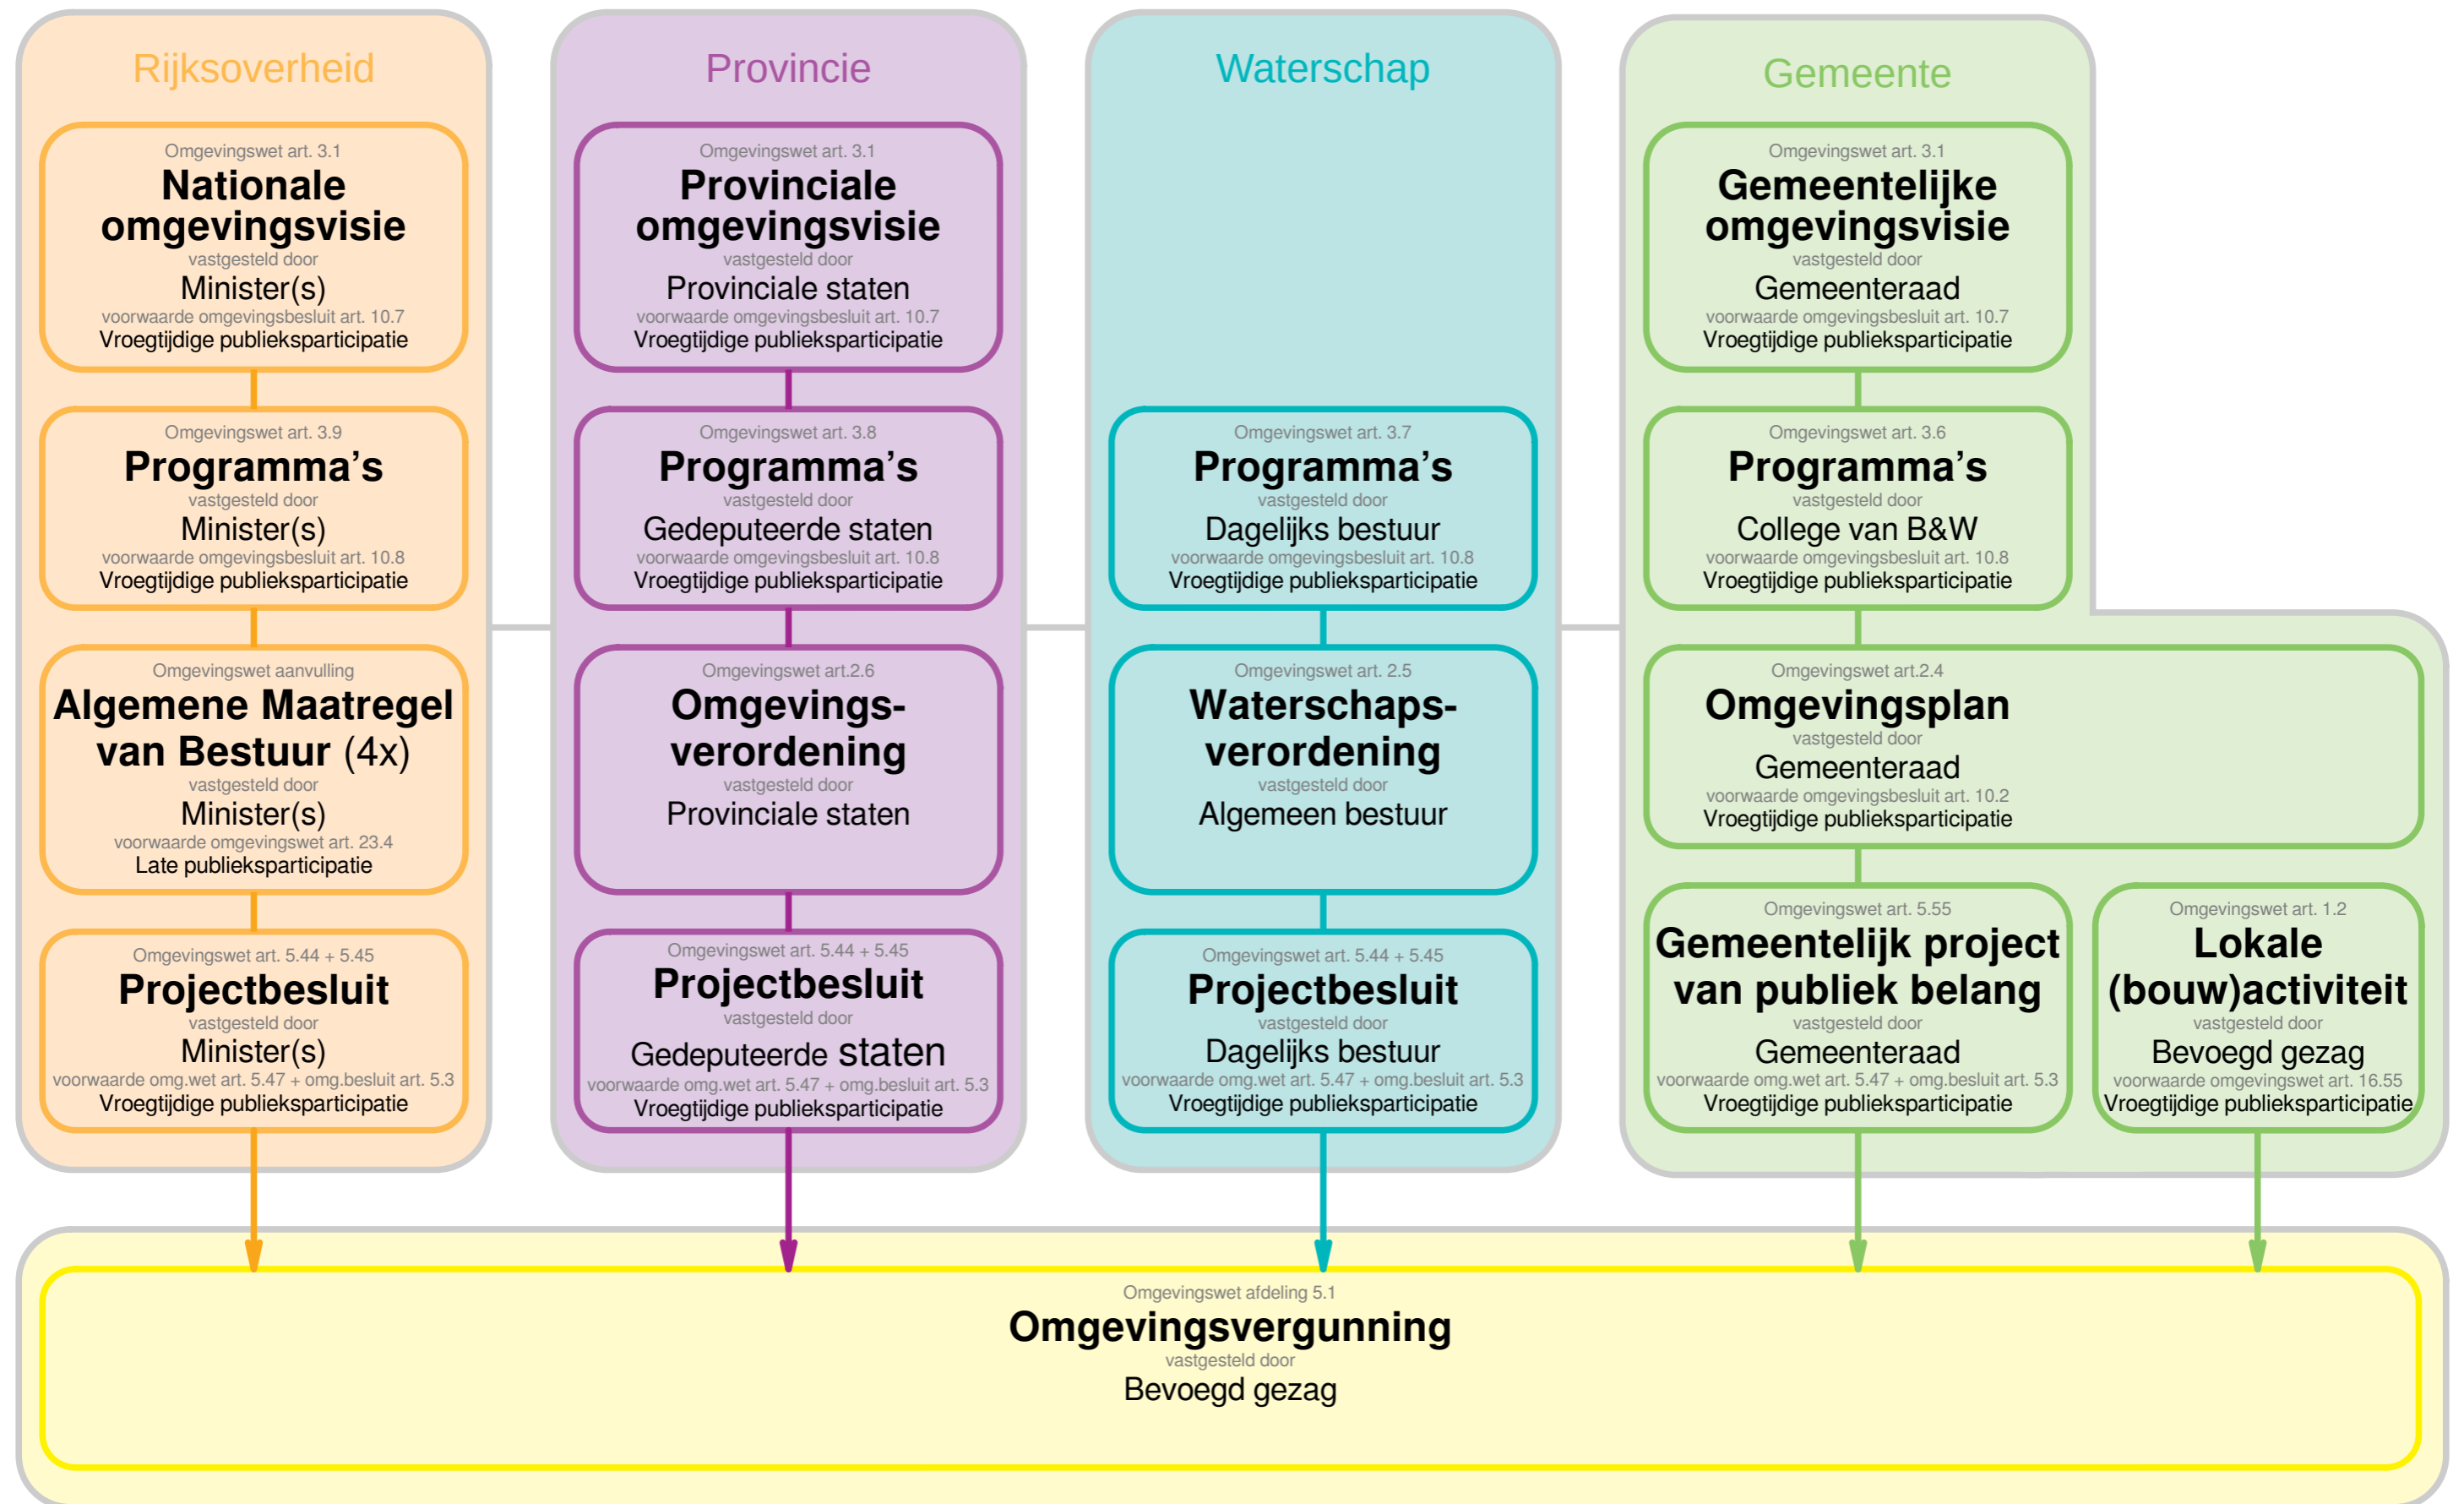 Rijksoverheid
Omgevingswet art. 3.1
Nationale
omgevingsvisie
vastgesteld door
Minister(s)
voorwaarde omgevingsbesluit art. 10.7
Vroegtijdige publieksparticipatie
Omgevingswet art. 3.9
Programma’s
vastgesteld door
Minister(s)
voorwaarde omgevingsbesluit art. 10.8
Vroegtijdige publieksparticipatie
Omgevingswet aanvulling
Algemene Maatregel
van Bestuur (4x)
vastgesteld door
Minister(s)
voorwaarde omgevingswet art. 23.4
Late publieksparticipatie
Omgevingswet art. 5.44 + 5.45
Projectbesluit
vastgesteld door
Minister(s)
voorwaarde omg.wet art. 5.47 + omg.besluit art. 5.3
Vroegtijdige publieksparticipatie
Provincie
Omgevingswet art. 3.1
Provinciale
omgevingsvisie
vastgesteld door
Provinciale staten
voorwaarde omgevingsbesluit art. 10.7
Vroegtijdige publieksparticipatie
Omgevingswet art. 3.8
Programma’s
vastgesteld door
Gedeputeerde staten
voorwaarde omgevingsbesluit art. 10.8
Vroegtijdige publieksparticipatie
Omgevingswet art.2.6
Omgevings-
verordening
vastgesteld door
Provinciale staten
Omgevingswet art. 5.44 + 5.45
Projectbesluit
vastgesteld door
Gedeputeerde staten
voorwaarde omg.wet art. 5.47 + omg.besluit art. 5.3
Vroegtijdige publieksparticipatie
Waterschap
Omgevingswet art. 3.7
Programma’s
vastgesteld door
Dagelijks bestuur
voorwaarde omgevingsbesluit art. 10.8
Vroegtijdige publieksparticipatie
Omgevingswet art. 2.5
Waterschaps-
verordening
vastgesteld door
Algemeen bestuur
Omgevingswet art. 5.44 + 5.45
Projectbesluit
vastgesteld door
Dagelijks bestuur
voorwaarde omg.wet art. 5.47 + omg.besluit art. 5.3
Vroegtijdige publieksparticipatie
Gemeente
Omgevingswet art. 3.1
Gemeentelijke
omgevingsvisie
vastgesteld door
Gemeenteraad
voorwaarde omgevingsbesluit art. 10.7
Vroegtijdige publieksparticipatie
Omgevingswet art. 3.6
Programma’s
vastgesteld door
College van B&W
voorwaarde omgevingsbesluit art. 10.8
Vroegtijdige publieksparticipatie
Omgevingswet art.2.4
Omgevingsplan
vastgesteld door
Gemeenteraad
voorwaarde omgevingsbesluit art. 10.2
Vroegtijdige publieksparticipatie
Omgevingswet art. 5.55
Gemeentelijk project
van publiek belang
vastgesteld door
Gemeenteraad
voorwaarde omg.wet art. 5.47 + omg.besluit art. 5.3
Vroegtijdige publieksparticipatie
Omgevingswet art. 1.2
Lokale
(bouw)activiteit
vastgesteld door
Bevoegd gezag
voorwaarde omgevingswet art. 16.55
Vroegtijdige publieksparticipatie
Omgevingswet afdeling 5.1
Omgevingsvergunning
vastgesteld door
Bevoegd gezag